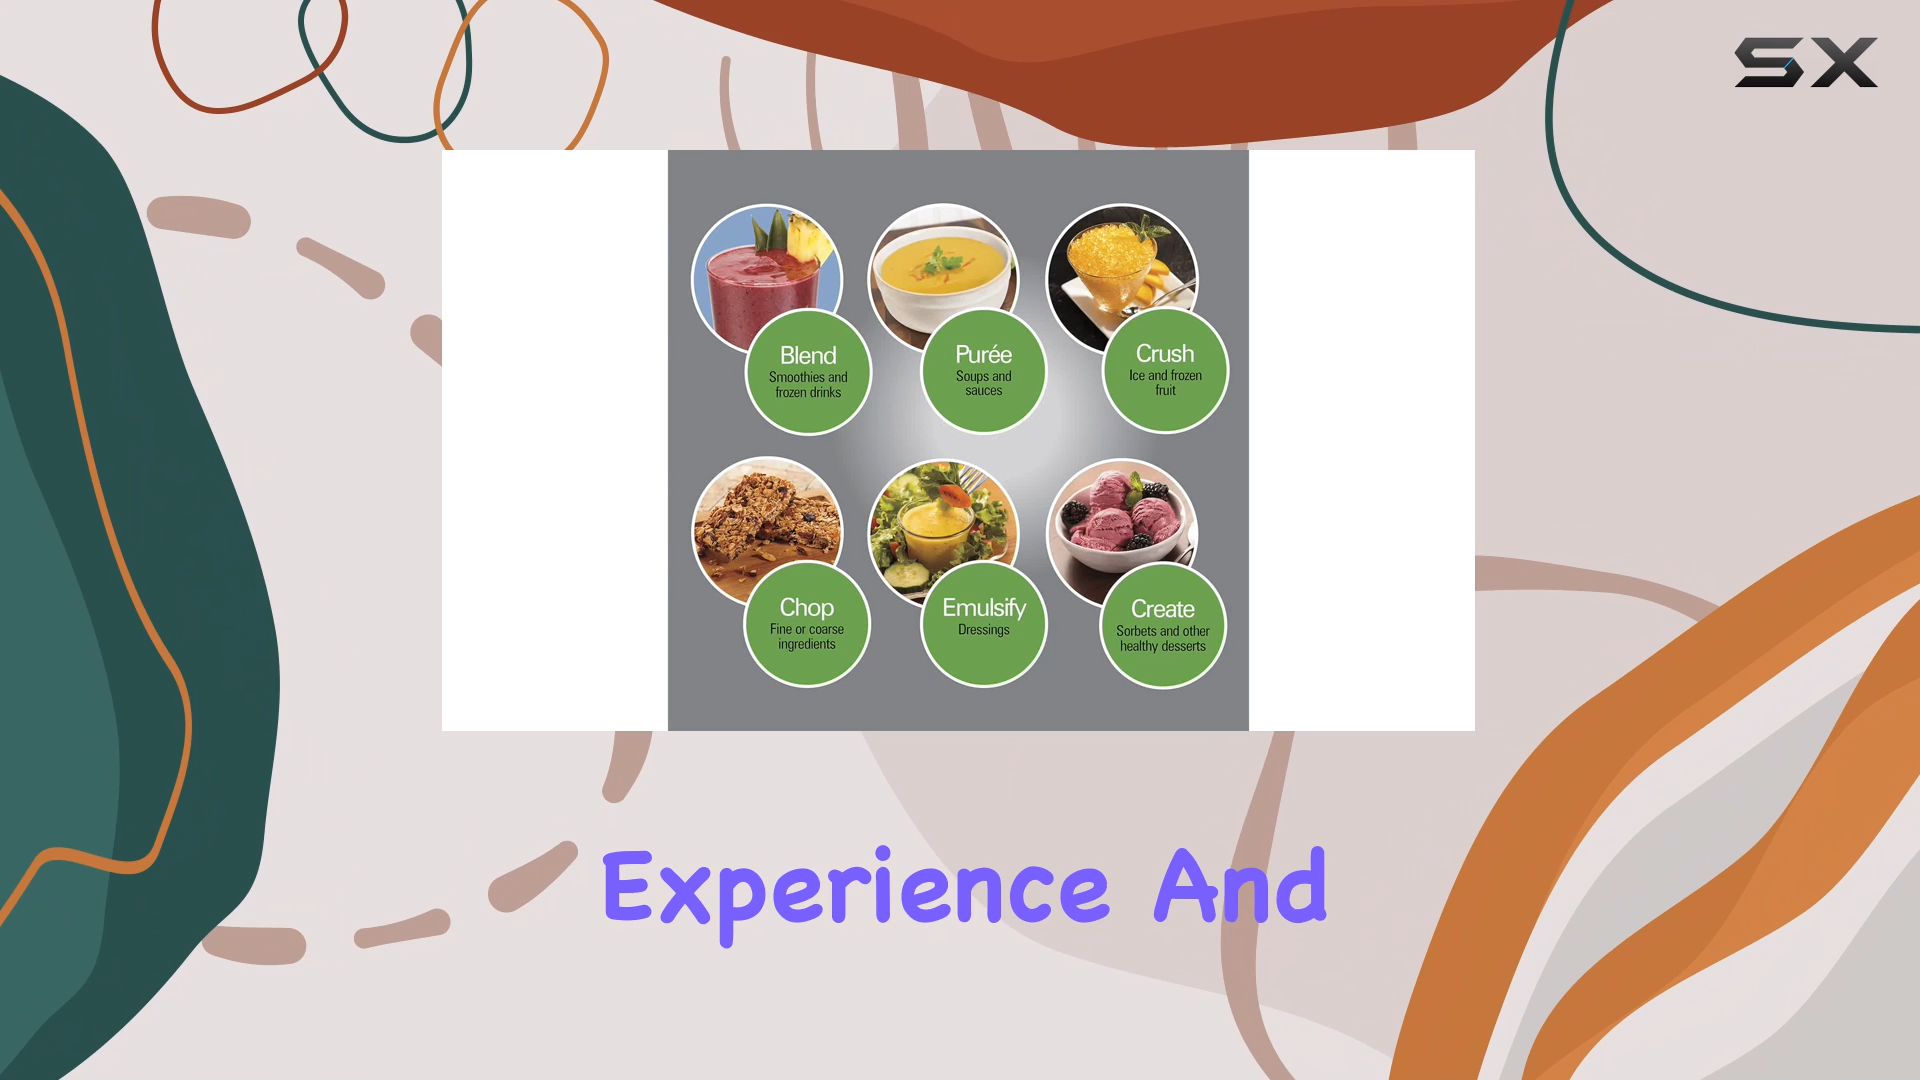 SX
Blend
Smoothies and
frozen drinks
Purée
Soups and
sauces
Crush
Ice and frozen
fruit
Chop
Fine or coarse
ingredients
Emulsify
Dressings
Create
Sorbets and other
healthy desserts
Experience And